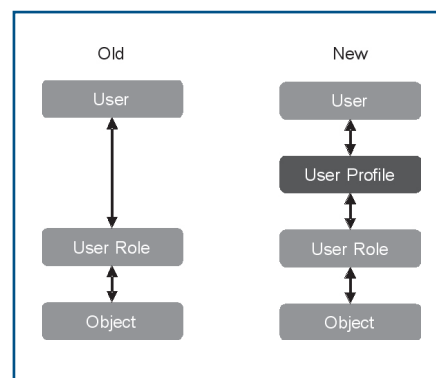 Old
User
User Role
Object
New
User
User Profile
User Role
Object